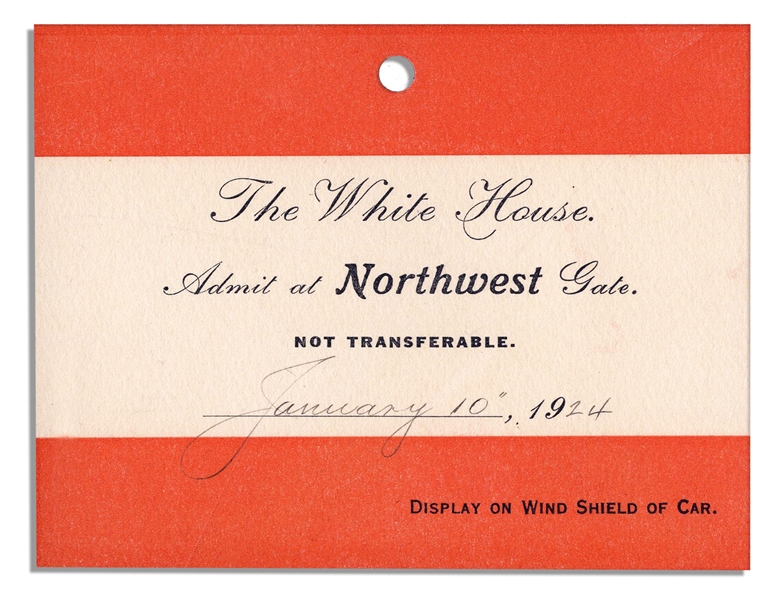 The White House.
Admit at Northwest Gate.
NOT TRANSFERABLE.
January 10", 1924
DISPLAY ON WIND SHIELD OF CAR.